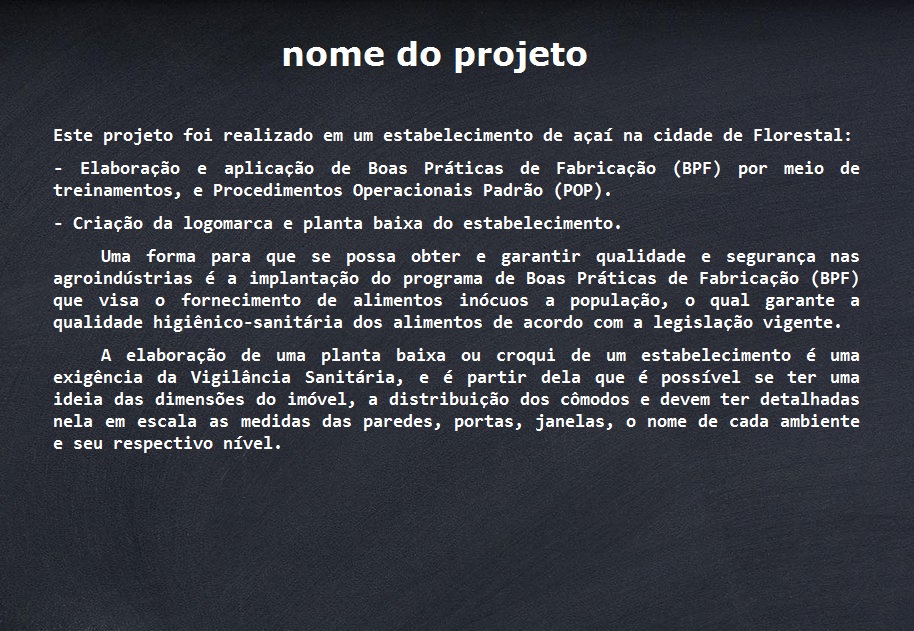 nome do projeto
Este projeto foi realizado em um estabelecimento de açaí na cidade de Florestal:
- Elaboração e aplicação de Boas Práticas de Fabricação (BPF) por meio de
treinamentos, e Procedimentos Operacionais Padrão (POP).
- Criação da logomarca e planta baixa do estabelecimento.
Uma forma para que se possa obter e garantir qualidade e segurança nas
agroindústrias é a implantação do programa de Boas Práticas de Fabricação (BPF)
que visa o fornecimento de alimentos inócuos a população, o qual garante a
qualidade higiênico-sanitária dos alimentos de acordo com a legislação vigente.
A elaboração de uma planta baixa ou croqui de um estabelecimento é uma
exigência da Vigilância Sanitária, e é partir dela que é possível se ter uma
ideia das dimensões do imóvel, a distribuição dos cômodos e devem ter detalhadas
nela em escala as medidas das paredes, portas, janelas, o nome de cada ambiente
e seu respectivo nível.